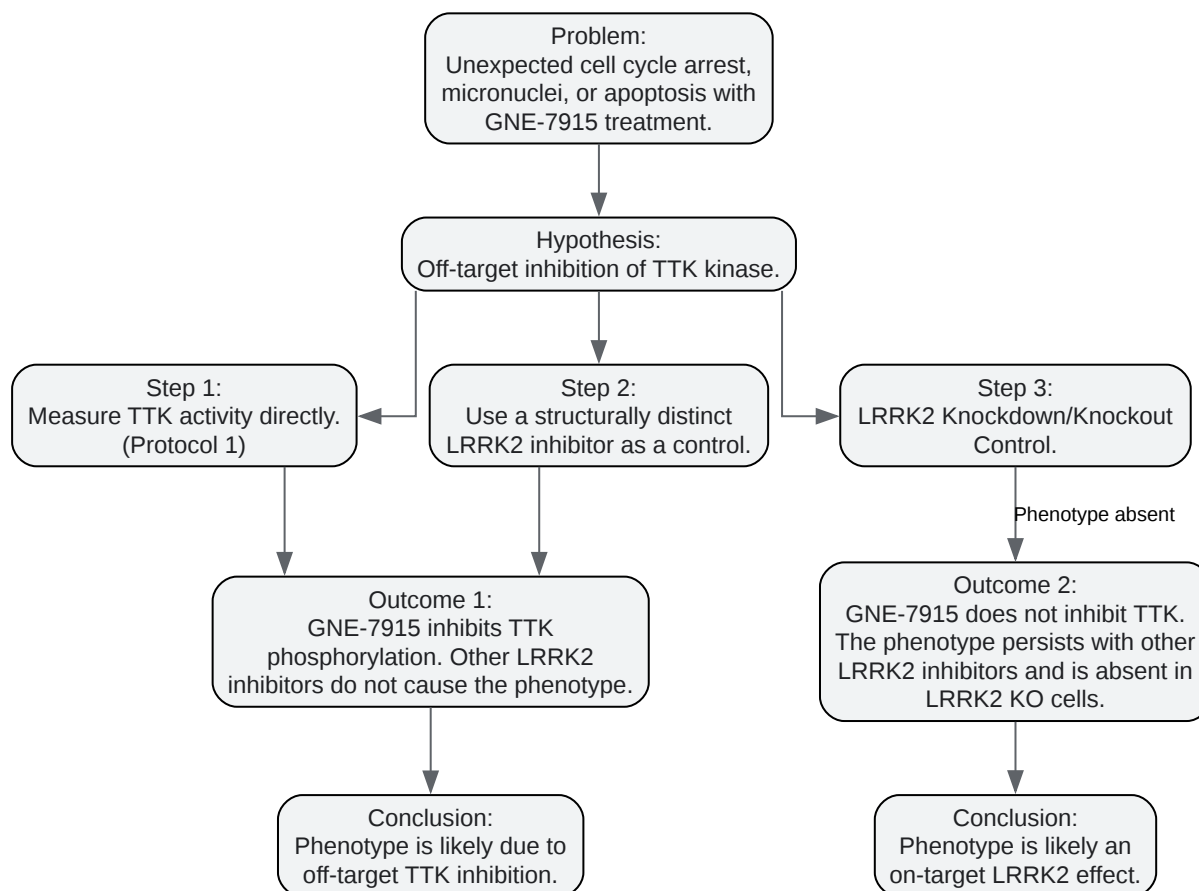 Problem:
Unexpected cell cycle arrest,
micronuclei, or apoptosis with
GNE-7915 treatment.
Hypothesis:
Off-target inhibition of TTK kinase.
Step 1:
Measure TTK activity directly.
(Protocol 1)
Step 2:
Use a structurally distinct
LRRK2 inhibitor as a control.
Step 3:
LRRK2 Knockdown/Knockout
Control.
Phenotype absent
Outcome 1:
GNE-7915 inhibits TTK
phosphorylation. Other LRRK2
inhibitors do not cause the phenotype.
Outcome 2:
GNE-7915 does not inhibit TTK.
The phenotype persists with other
LRRK2 inhibitors and is absent in
LRRK2 KO cells.
Conclusion:
Phenotype is likely due to
off-target TTK inhibition.
Conclusion:
Phenotype is likely an
on-target LRRK2 effect.